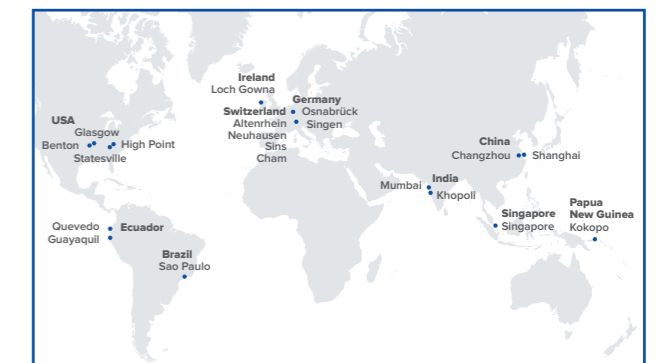 Ireland
Loch Gowna
Germany
Osnabrück
Singen
Switzerland
Altenrhein
Neuhausen
Sins
Cham
USA
Glasgow
Benton
High Point
Statesville
China
Changzhou
Shanghai
India
Mumbai
Khopoli
Papua
New Guinea
Kokopo
Singapore
Singapore
Quevedo
Ecuador
Guayaquil
Brazil
Sao Paulo